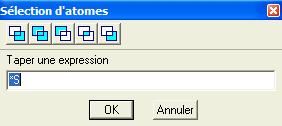 Sélection d'atomes
Taper une expression
*S
OK
Annuler